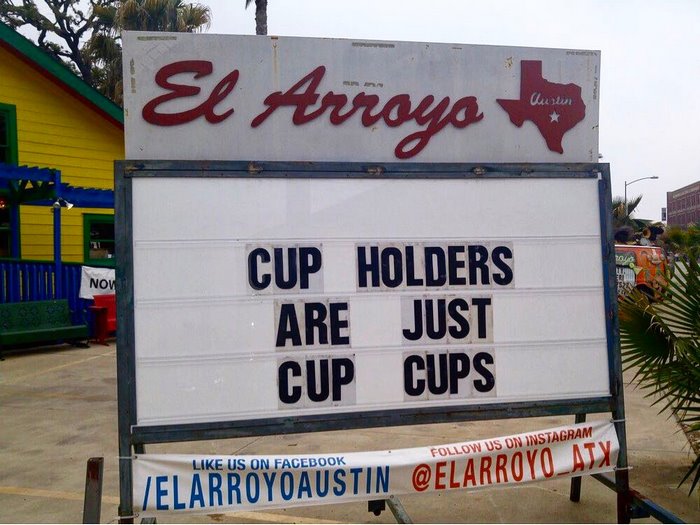 El Arroyo
Austin
CUP HOLDERS
ARE JUST
CUP CUPS
NOW
LIKE US ON FACEBOOK
/ELARROYOAUSTIN
FOLLOW US ON INSTAGRAM
@ELARROYO_ATX